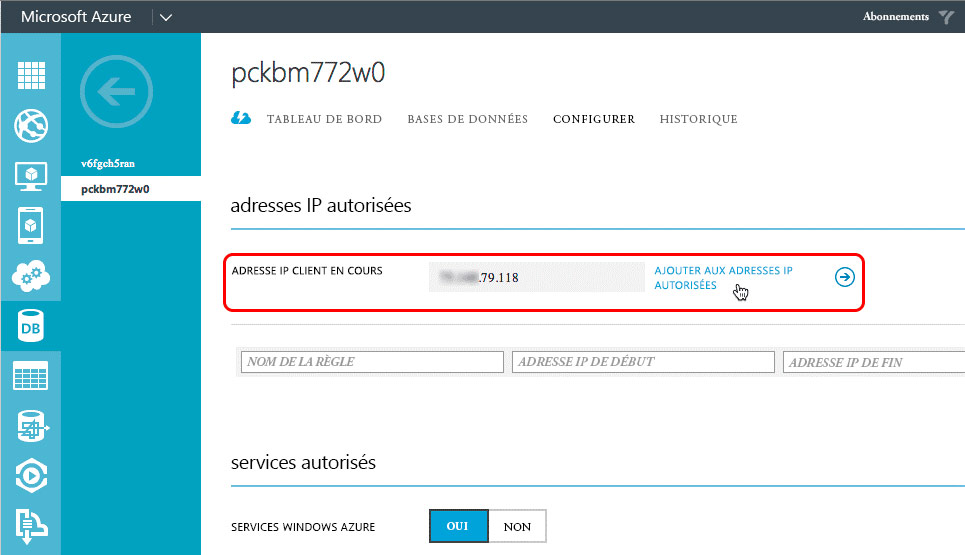 Microsoft Azure
Abonnements
v6fgch5ran
pckbm772w0
pckbm772w0
TABLEAU DE BORD
BASES DE DONNÉES
CONFIGURER
HISTORIQUE
adresses IP autorisées
ADRESSE IP CLIENT EN COURS
.79.118
AJOUTER AUX ADRESSES IP
AUTORISÉES
NOM DE LA RÈGLE
ADRESSE IP DE DÉBUT
ADRESSE IP DE FIN
services autorisés
SERVICES WINDOWS AZURE
OUI
NON
DB